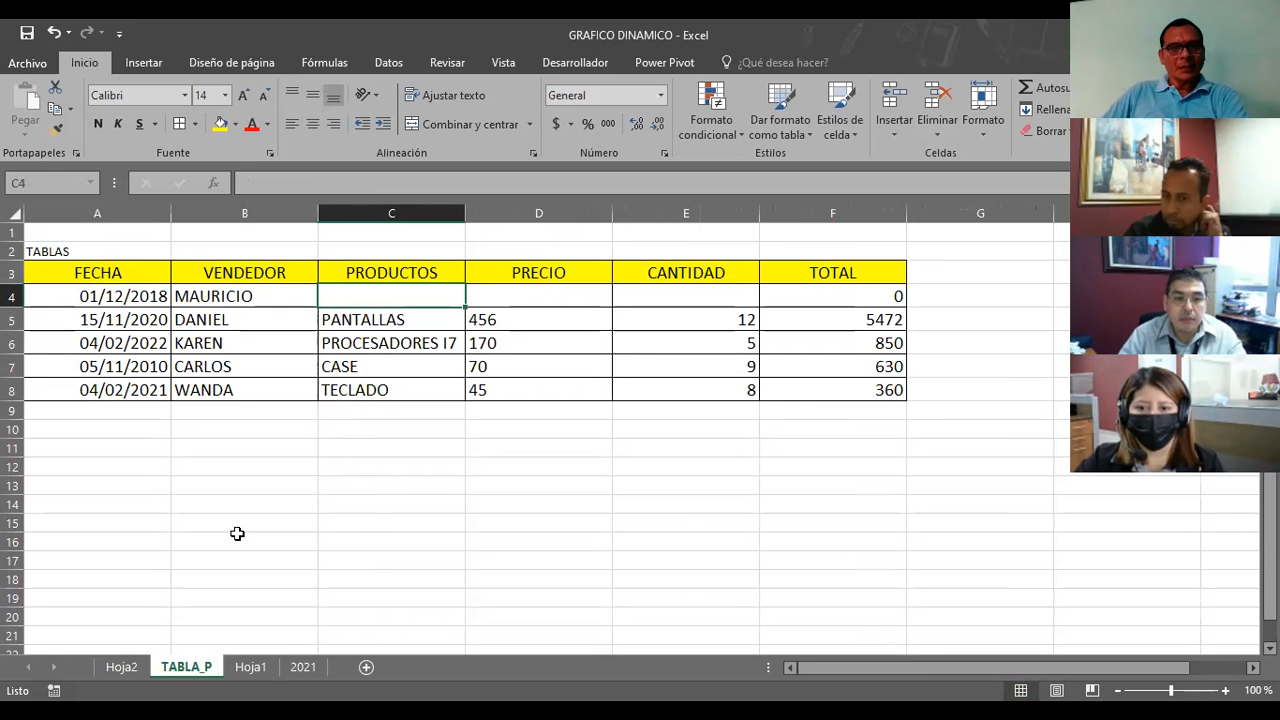 GRAFICO DINAMICO - Excel
Archivo Inicio Insertar Diseño de página Fórmulas Datos Revisar Vista Desarrollador Power Pivot ¿Qué desea hacer?
Pegar
Calibri 14
N K S
Ajustar texto
Combinar y centrar
General
$ % 000
Formato condicional
Dar formato como tabla
Estilos de celda
Insertar
Eliminar
Formato
Autosu
Rellena
Borrar
Portapapeles Fuente Alineación Número Estilos Celdas
C4 fx
A B C D E F G
1
2 TABLAS
3 FECHA VENDEDOR PRODUCTOS PRECIO CANTIDAD TOTAL
4 01/12/2018 MAURICIO 0
5 15/11/2020 DANIEL PANTALLAS 456 12 5472
6 04/02/2022 KAREN PROCESADORES I7 170 5 850
7 05/11/2010 CARLOS CASE 70 9 630
8 04/02/2021 WANDA TECLADO 45 8 360
9
10
11
12
13
14
15
16
17
18
19
20
21
Hoja2 TABLA_P Hoja1 2021
Listo 100 %